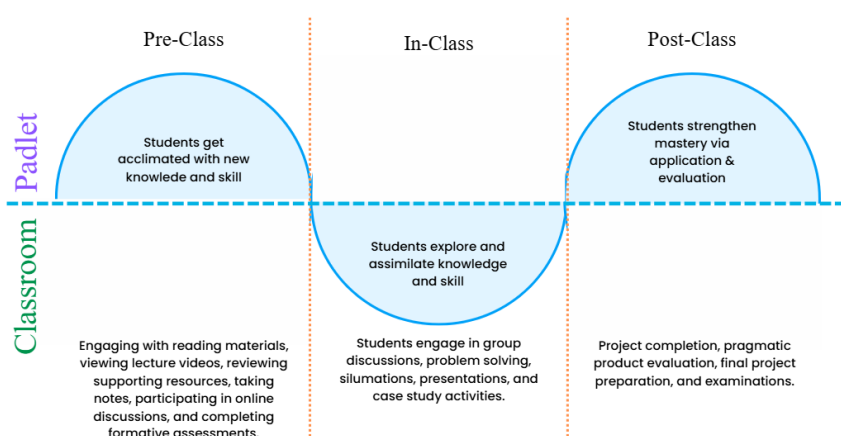 Pre-Class
In-Class
Post-Class
Padlet
Students get
acclimated with new
knowlede and skill
Students strengthen
mastery via
application &
evaluation
Classroom
Students explore and
assimilate knowledge
and skill
Engaging with reading materials,
viewing lecture videos, reviewing
supporting resources, taking
notes, participating in online
discussions, and completing
formative assessments.
Students engage in group
discussions, problem solving,
silumations, presentations, and
case study activities.
Project completion, pragmatic
product evaluation, final project
preparation, and examinations.